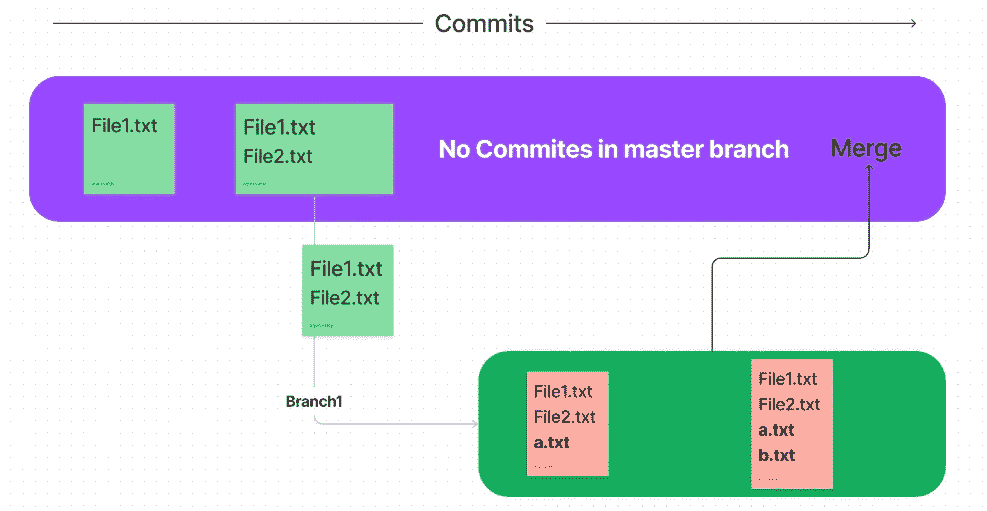 Commits
File1.txt
File1.txt
File2.txt
No Commites in master branch
Merge
File1.txt
File2.txt
Branch1
File1.txt
File2.txt
a.txt
File1.txt
File2.txt
a.txt
b.txt